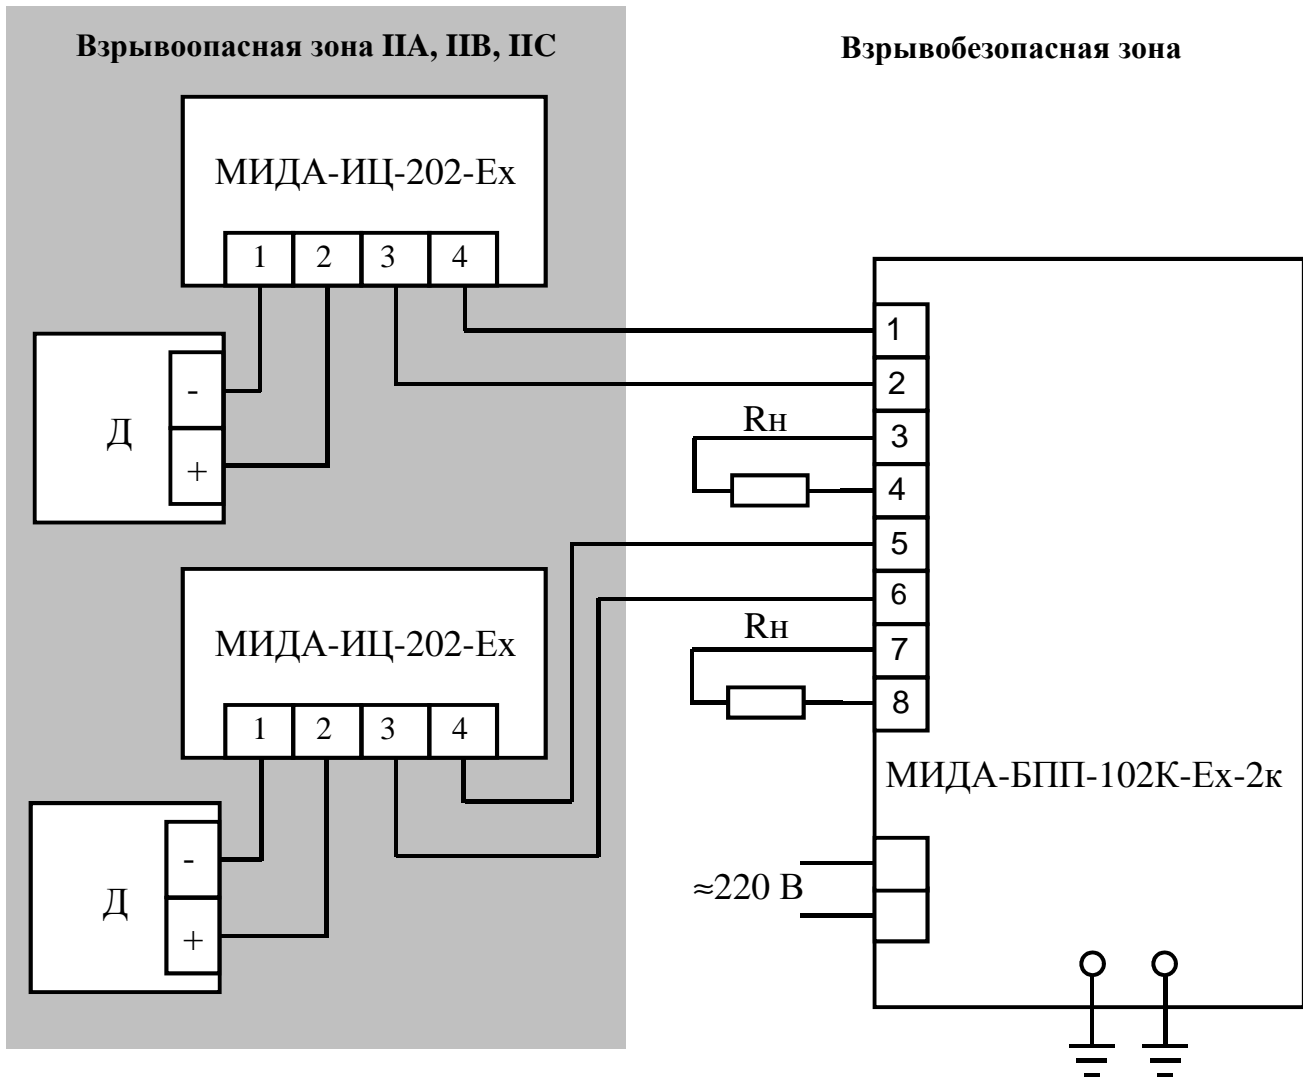 Взрывоопасная зона IIA, IIB, IIC
Взрывобезопасная зона
МИДА-ИЦ-202-Ех
1 2 3 4
Д
-
+
МИДА-ИЦ-202-Ех
1 2 3 4
Д
-
+
1
2
Rн
3
4
5
6
Rн
7
8
МИДА-БПП-102К-Ех-2к
≈220 В